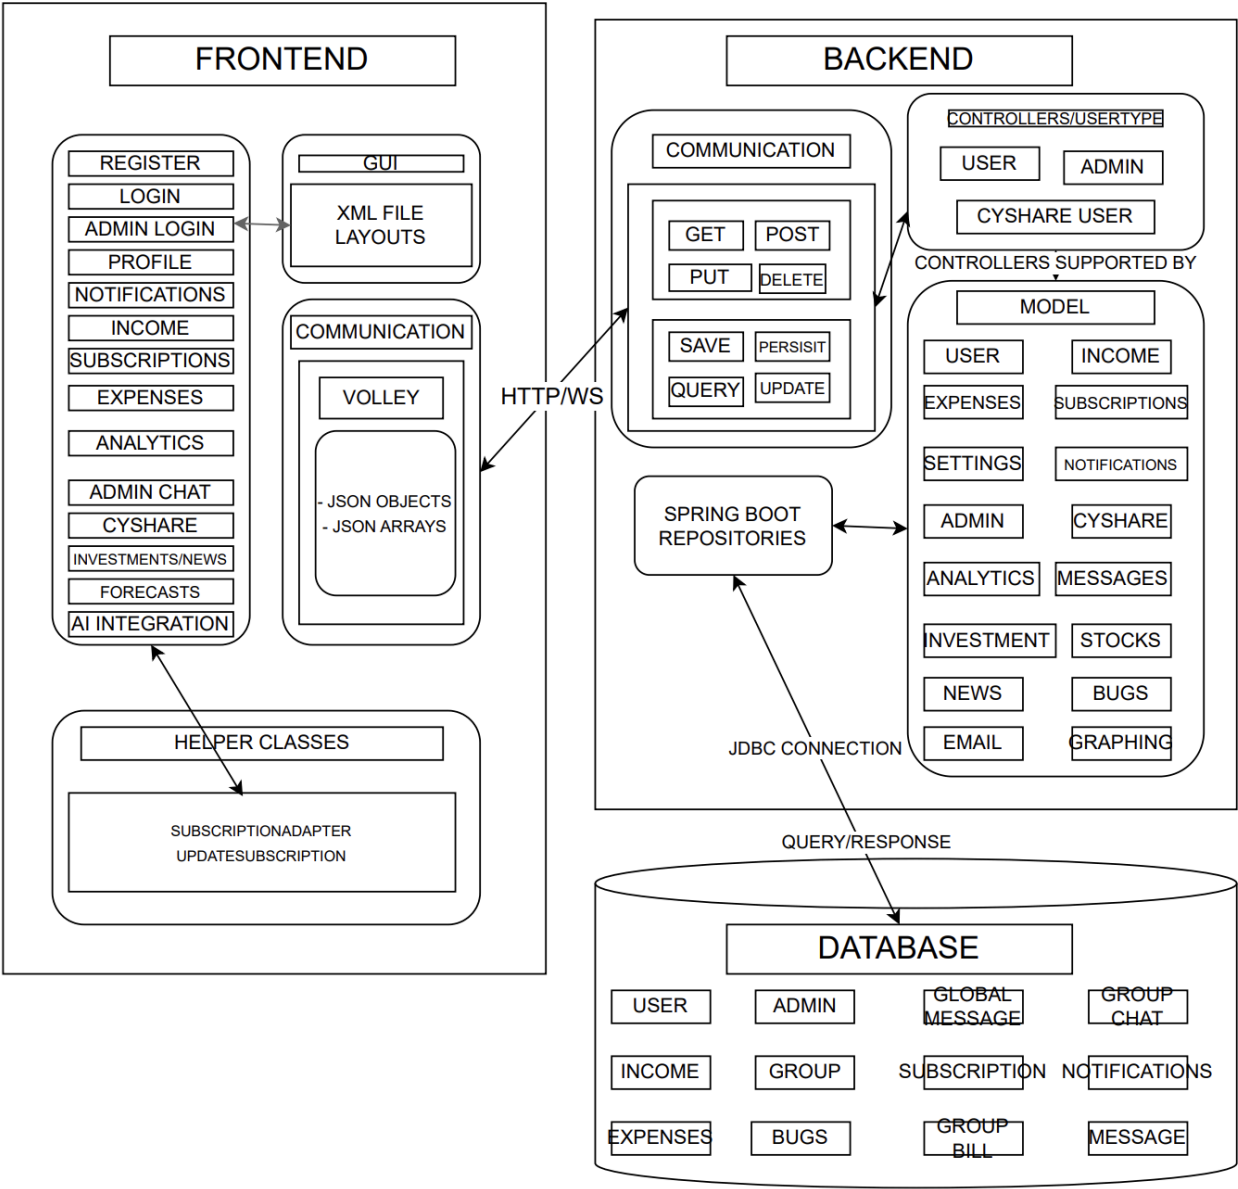 FRONTEND
REGISTER
LOGIN
ADMIN LOGIN
PROFILE
NOTIFICATIONS
INCOME
SUBSCRIPTIONS
EXPENSES
ANALYTICS
ADMIN CHAT
CYSHARE
INVESTMENTS/NEWS
FORECASTS
AI INTEGRATION
GUI
XML FILE
LAYOUTS
COMMUNICATION
VOLLEY
- JSON OBJECTS
- JSON ARRAYS
HELPER CLASSES
SUBSCRIPTIONADAPTER
UPDATESUBSCRIPTION
HTTP/WS
BACKEND
COMMUNICATION
GET POST
PUT DELETE
SAVE PERSISIT
QUERY UPDATE
CONTROLLERS/USERTYPE
USER ADMIN
CYSHARE USER
CONTROLLERS SUPPORTED BY
MODEL
USER INCOME
EXPENSES SUBSCRIPTIONS
SETTINGS NOTIFICATIONS
ADMIN CYSHARE
ANALYTICS MESSAGES
INVESTMENT STOCKS
NEWS BUGS
EMAIL GRAPHING
SPRING BOOT
REPOSITORIES
JDBC CONNECTION
QUERY/RESPONSE
DATABASE
USER ADMIN GLOBAL MESSAGE GROUP CHAT
INCOME GROUP SUBSCRIPTION NOTIFICATIONS
EXPENSES BUGS GROUP BILL MESSAGE